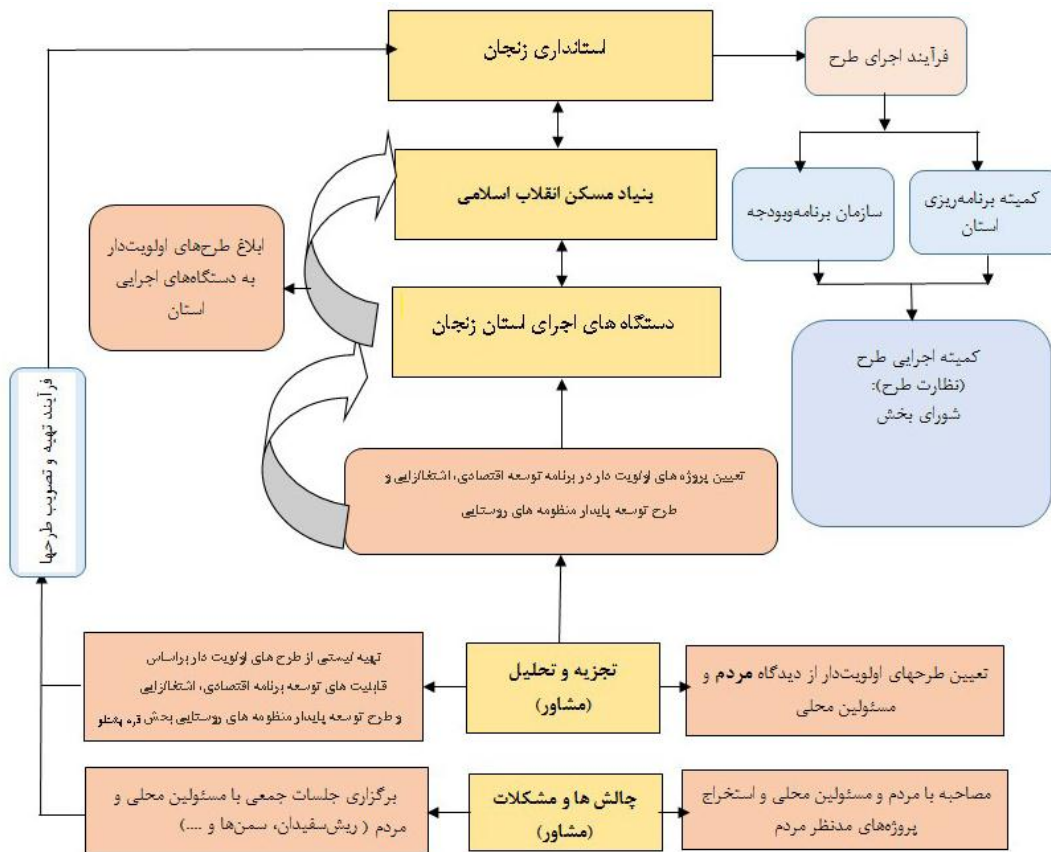 استانداری زنجان
فرآیند اجرای طرح
بنیاد مسکن انقلاب اسلامی
کمیته برنامه‌ریزی
استان
سازمان برنامه‌وبودجه
ابلاغ طرح‌های اولویت‌دار
به دستگاه‌های اجرایی
استان
دستگاه های اجرای استان زنجان
کمیته اجرایی طرح
(نظارت طرح):
شورای بخش
فرآیند تهیه و تصویب طرحها
تعیین پروژه های اولویت دار در برنامه توسعه اقتصادی، اشتغالزایی و
طرح توسعه پایدار منظومه های روستایی
تعیین طرحهای اولویت‌دار از دیدگاه مردم و
مسئولین محلی
تجزیه و تحلیل
(مشاور)
تهیه لیستی از طرح های اولویت دار براساس
قابلیت های توسعه برنامه اقتصادی، اشتغالزایی
و طرح توسعه پایدار منظومه های روستایی بخش قره پشتلو
مصاحبه با مردم و مسئولین محلی و استخراج
پروژه‌های مدنظر مردم
چالش ها و مشکلات
(مشاور)
برگزاری جلسات جمعی با مسئولین محلی و
مردم ( ریش‌سفیدان، سمن‌ها و ....)